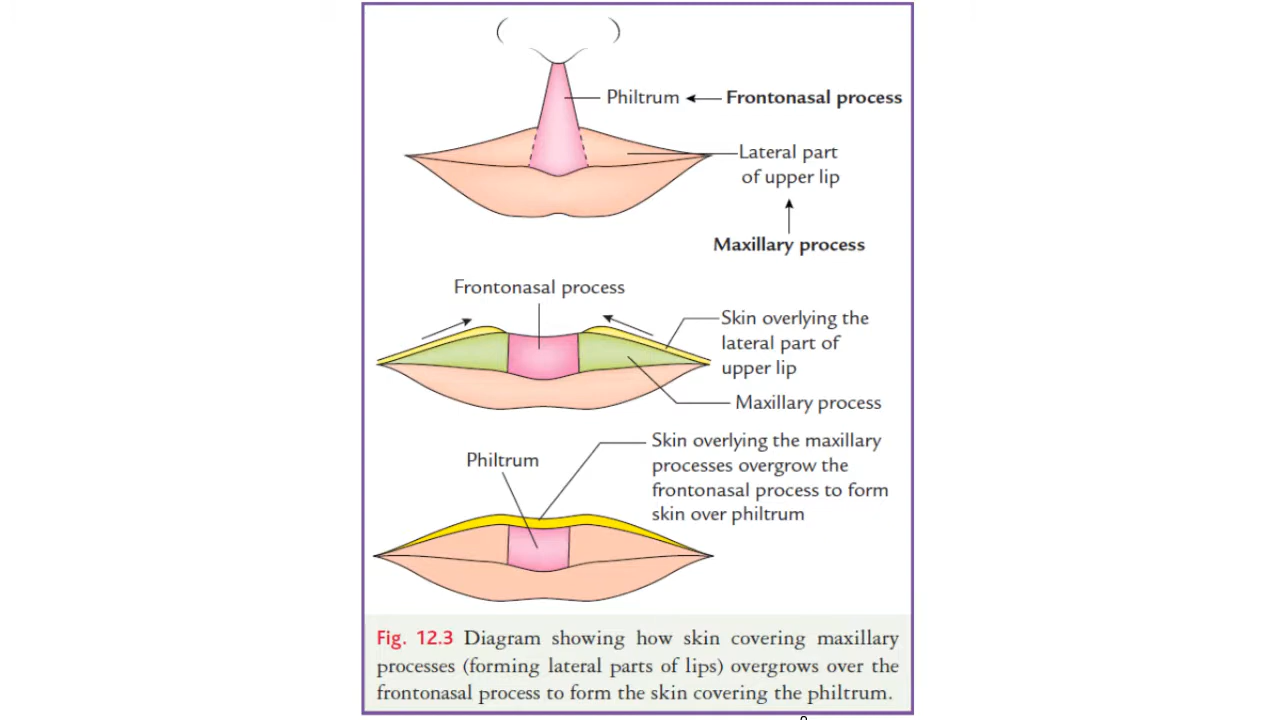 Philtrum
Frontonasal process
Lateral part
of upper lip
Maxillary process
Frontonasal process
Skin overlying the
lateral part of
upper lip
Maxillary process
Philtrum
Skin overlying the maxillary
processes overgrow the
frontonasal process to form
skin over philtrum
Fig. 12.3 Diagram showing how skin covering maxillary
processes (forming lateral parts of lips) overgrows over the
frontonasal process to form the skin covering the philtrum.